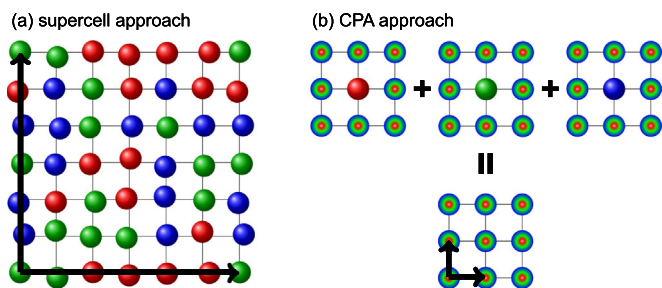 (a) supercell approach
(b) CPA approach
+ +
=